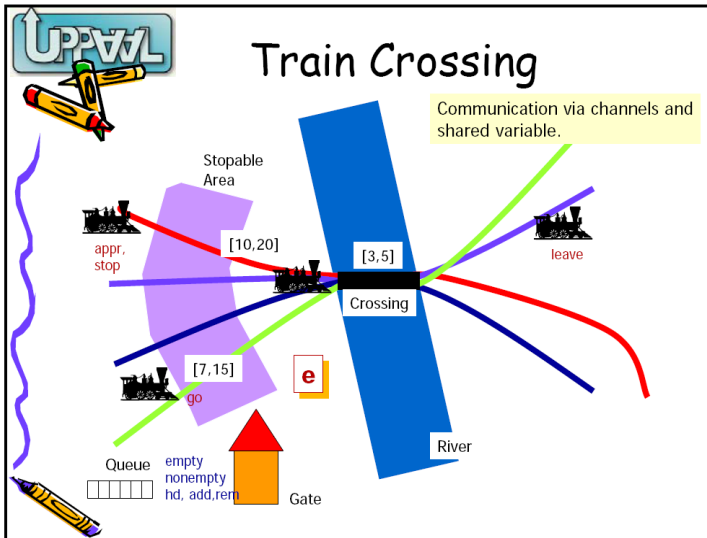 UPPAAL
Train Crossing
Communication via channels and
shared variable.
Stopable
Area
appr,
stop
[10,20]
[3,5]
leave
Crossing
[7,15]
e
go
River
Queue
empty
nonempty
hd, add,rem
Gate